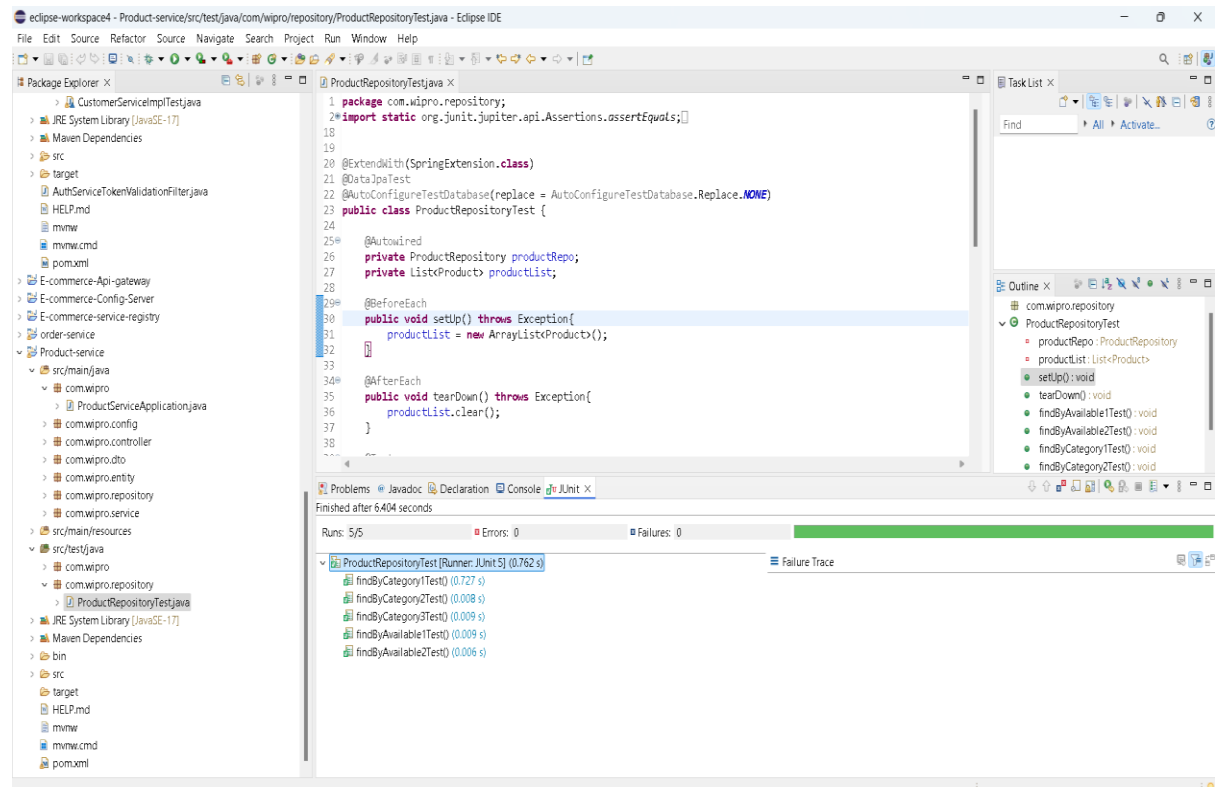 eclipse-workspace4 - Product-service/src/test/java/com/wipro/repository/ProductRepositoryTest.java - Eclipse IDE
File Edit Source Refactor Source Navigate Search Project Run Window Help
Package Explorer
CustomerServiceImplTest.java
JRE System Library [JavaSE-17]
Maven Dependencies
src
target
AuthServiceTokenValidationFilter.java
HELP.md
mvnw
mvnw.cmd
pom.xml
E-commerce-Api-gateway
E-commerce-Config-Server
E-commerce-service-registry
order-service
Product-service
src/main/java
com.wipro
ProductServiceApplication.java
com.wipro.config
com.wipro.controller
com.wipro.dto
com.wipro.entity
com.wipro.repository
com.wipro.service
src/main/resources
src/test/java
com.wipro
com.wipro.repository
ProductRepositoryTest.java
JRE System Library [JavaSE-17]
Maven Dependencies
bin
src
target
HELP.md
mvnw
mvnw.cmd
pom.xml
ProductRepositoryTest.java
1 package com.wipro.repository;
2 import static org.junit.jupiter.api.Assertions.assertEquals;
18
19
20 @ExtendWith(SpringExtension.class)
21 @DataJpaTest
22 @AutoConfigureTestDatabase(replace = AutoConfigureTestDatabase.Replace.NONE)
23 public class ProductRepositoryTest {
24
25 @Autowired
26 private ProductRepository productRepo;
27 private List<Product> productList;
28
29 @BeforeEach
30 public void setUp() throws Exception{
31 productList = new ArrayList<Product>();
32 }
33
34 @AfterEach
35 public void tearDown() throws Exception{
36 productList.clear();
37 }
38
Task List
Find All Activate...
Outline
com.wipro.repository
ProductRepositoryTest
productRepo : ProductRepository
productList : List<Product>
setUp() : void
tearDown() : void
findByAvailable1Test() : void
findByAvailable2Test() : void
findByCategory1Test() : void
findByCategory2Test() : void
Problems Javadoc Declaration Console JUnit
Finished after 6.404 seconds
Runs: 5/5 Errors: 0 Failures: 0
ProductRepositoryTest [Runner: JUnit 5] (0.762 s)
findByCategory1Test() (0.727 s)
findByCategory2Test() (0.008 s)
findByCategory3Test() (0.009 s)
findByAvailable1Test() (0.009 s)
findByAvailable2Test() (0.006 s)
Failure Trace